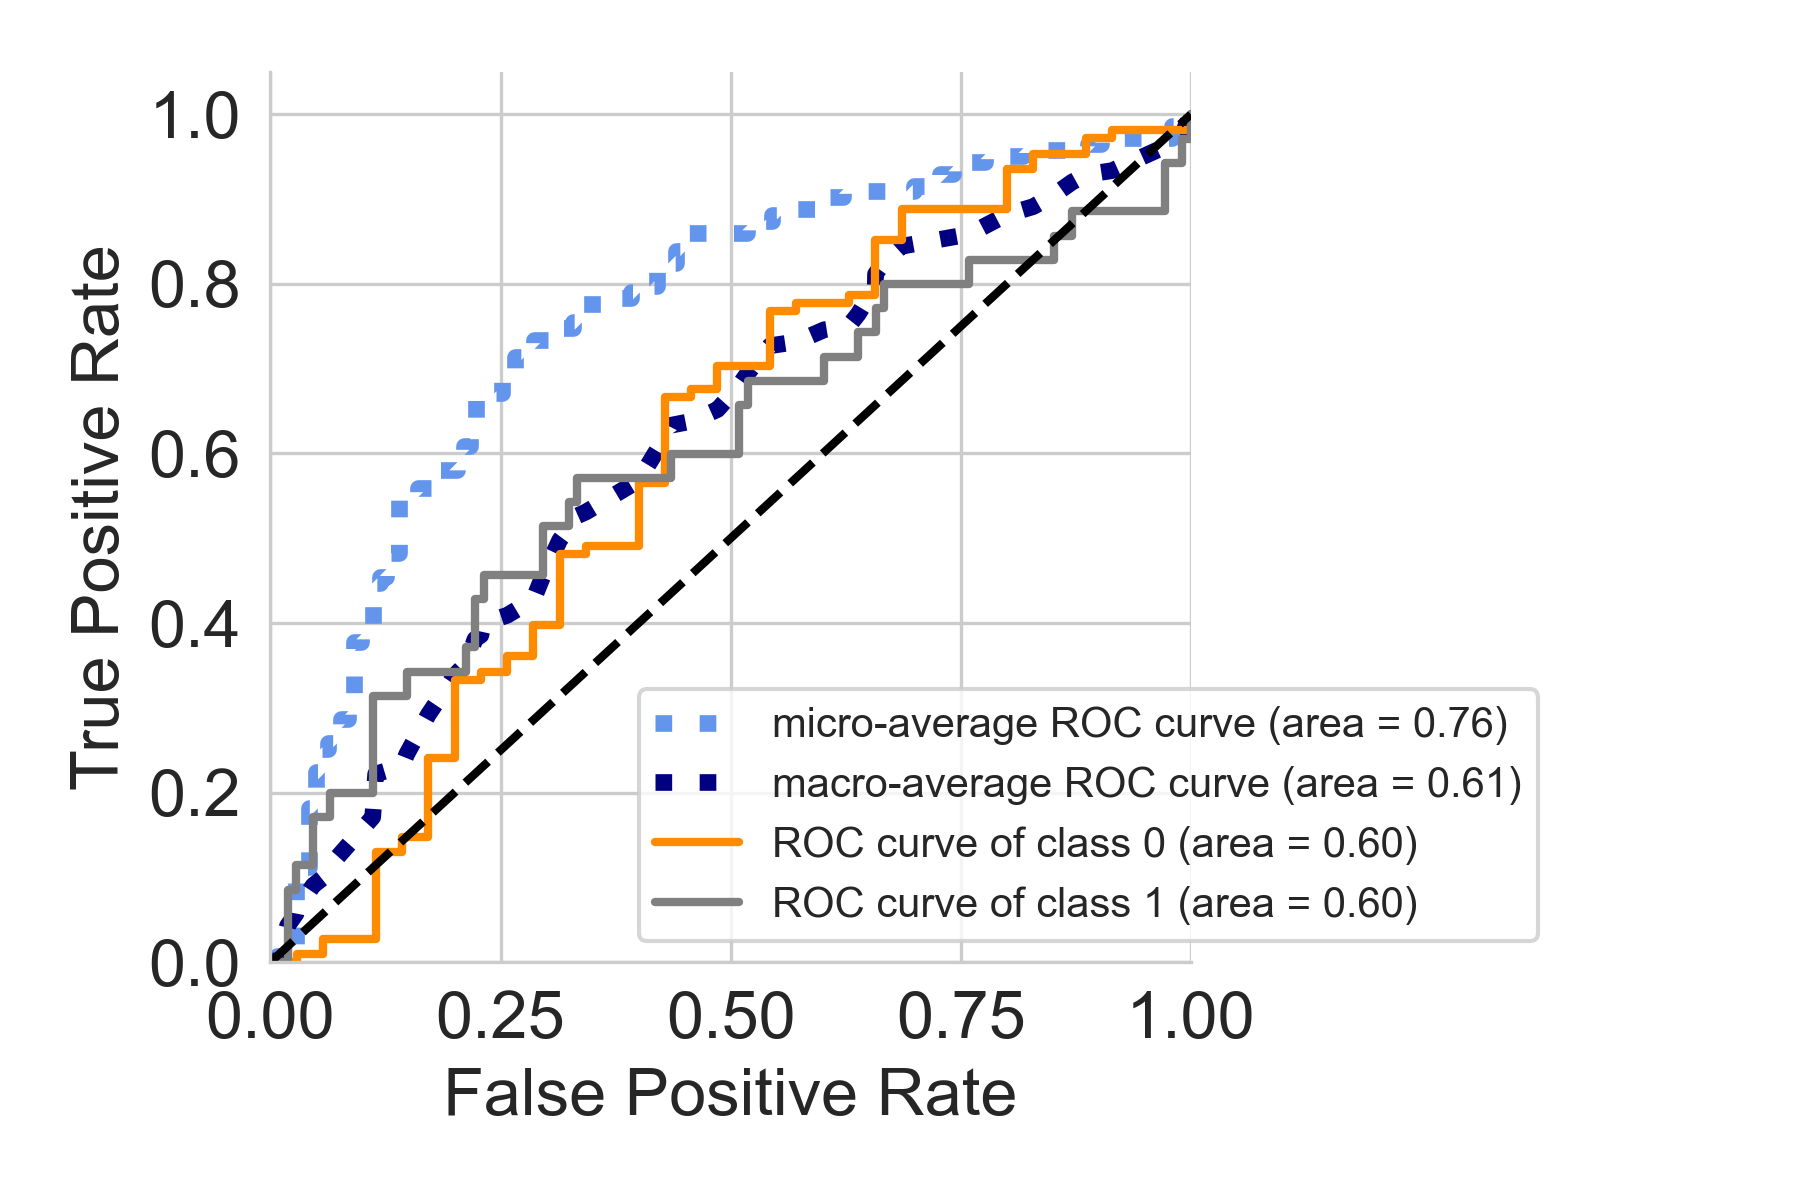 1.0
0.8
0.6
0.4
0.2
0.0
True Positive Rate
0.00 0.25 0.50 0.75 1.00
False Positive Rate
micro-average ROC curve (area = 0.76)
macro-average ROC curve (area = 0.61)
ROC curve of class 0 (area = 0.60)
ROC curve of class 1 (area = 0.60)